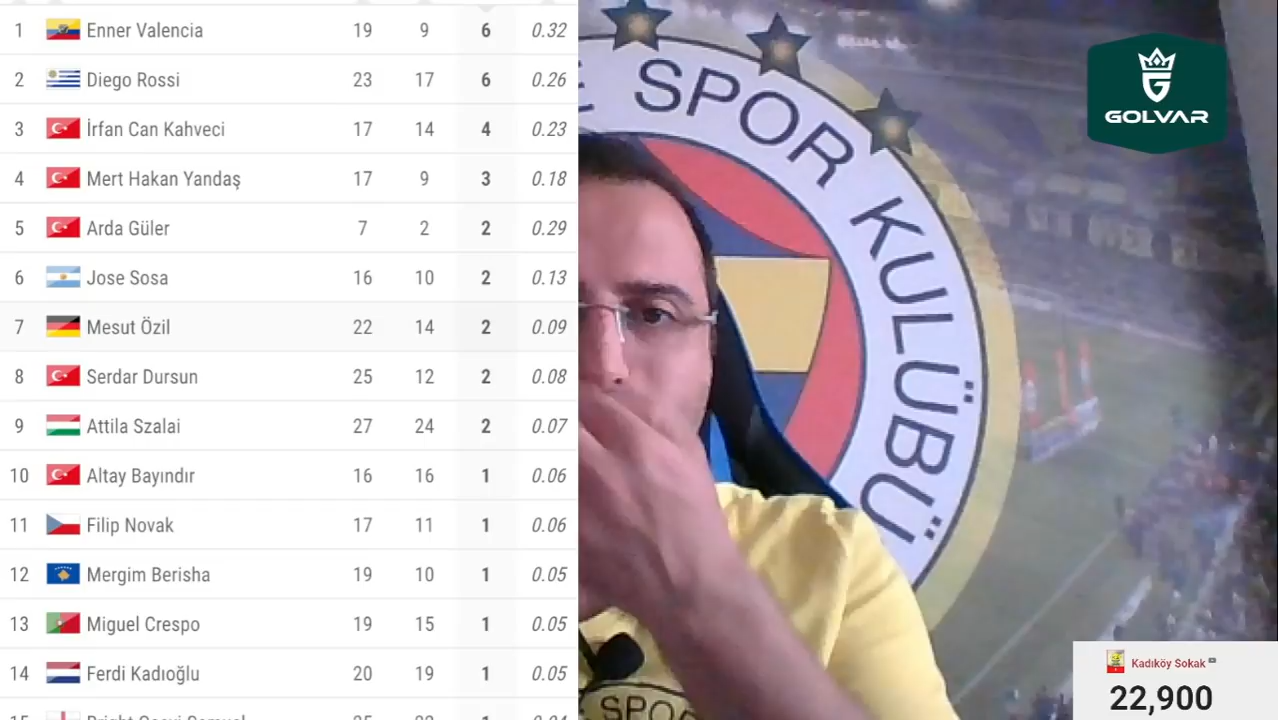 1 Enner Valencia 19 9 6 0.32
2 Diego Rossi 23 17 6 0.26
3 İrfan Can Kahveci 17 14 4 0.23
4 Mert Hakan Yandaş 17 9 3 0.18
5 Arda Güler 7 2 2 0.29
6 Jose Sosa 16 10 2 0.13
7 Mesut Özil 22 14 2 0.09
8 Serdar Dursun 25 12 2 0.08
9 Attila Szalai 27 24 2 0.07
10 Altay Bayındır 16 16 1 0.06
11 Filip Novak 17 11 1 0.06
12 Mergim Berisha 19 10 1 0.05
13 Miguel Crespo 19 15 1 0.05
14 Ferdi Kadıoğlu 20 19 1 0.05
SPOR KULÜBÜ
GOLVAR
SPOR
Kadıköy Sokak
22,900